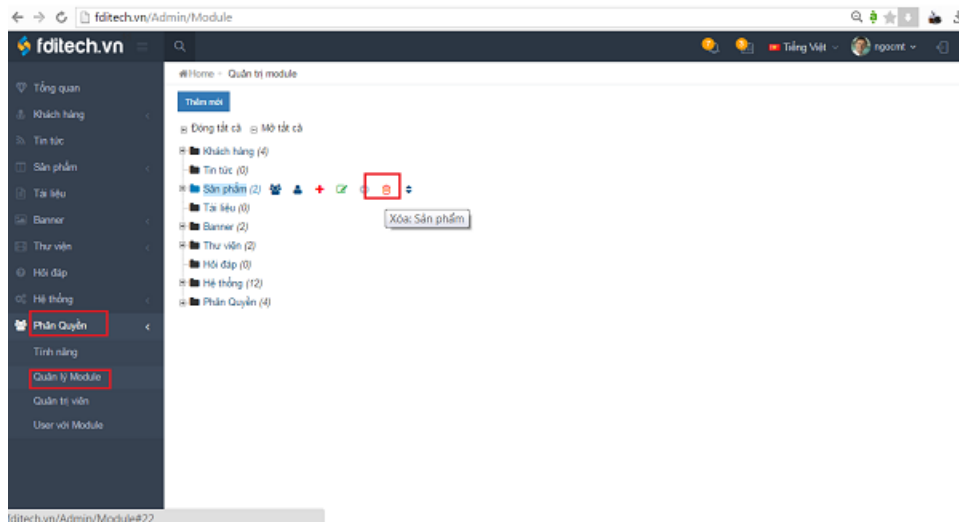 fditech.vn/Admin/Module
fditech.vn
Tiếng Việt
ngocmt
Home - Quản trị module
Thêm mới
Đóng tất cả Mở tất cả
Khách hàng (4)
Tin tức (0)
Sản phẩm (2)
Xóa: Sản phẩm
Tài liệu (0)
Banner (2)
Thư viện (2)
Hỏi đáp (0)
Hệ thống (12)
Phân Quyền (4)
Tổng quan
Khách hàng
Tin tức
Sản phẩm
Tài liệu
Banner
Thư viện
Hỏi đáp
Hệ thống
Phân Quyền
Tính năng
Quản lý Module
Quản trị viên
User với Module
fditech.vn/Admin/Module#22